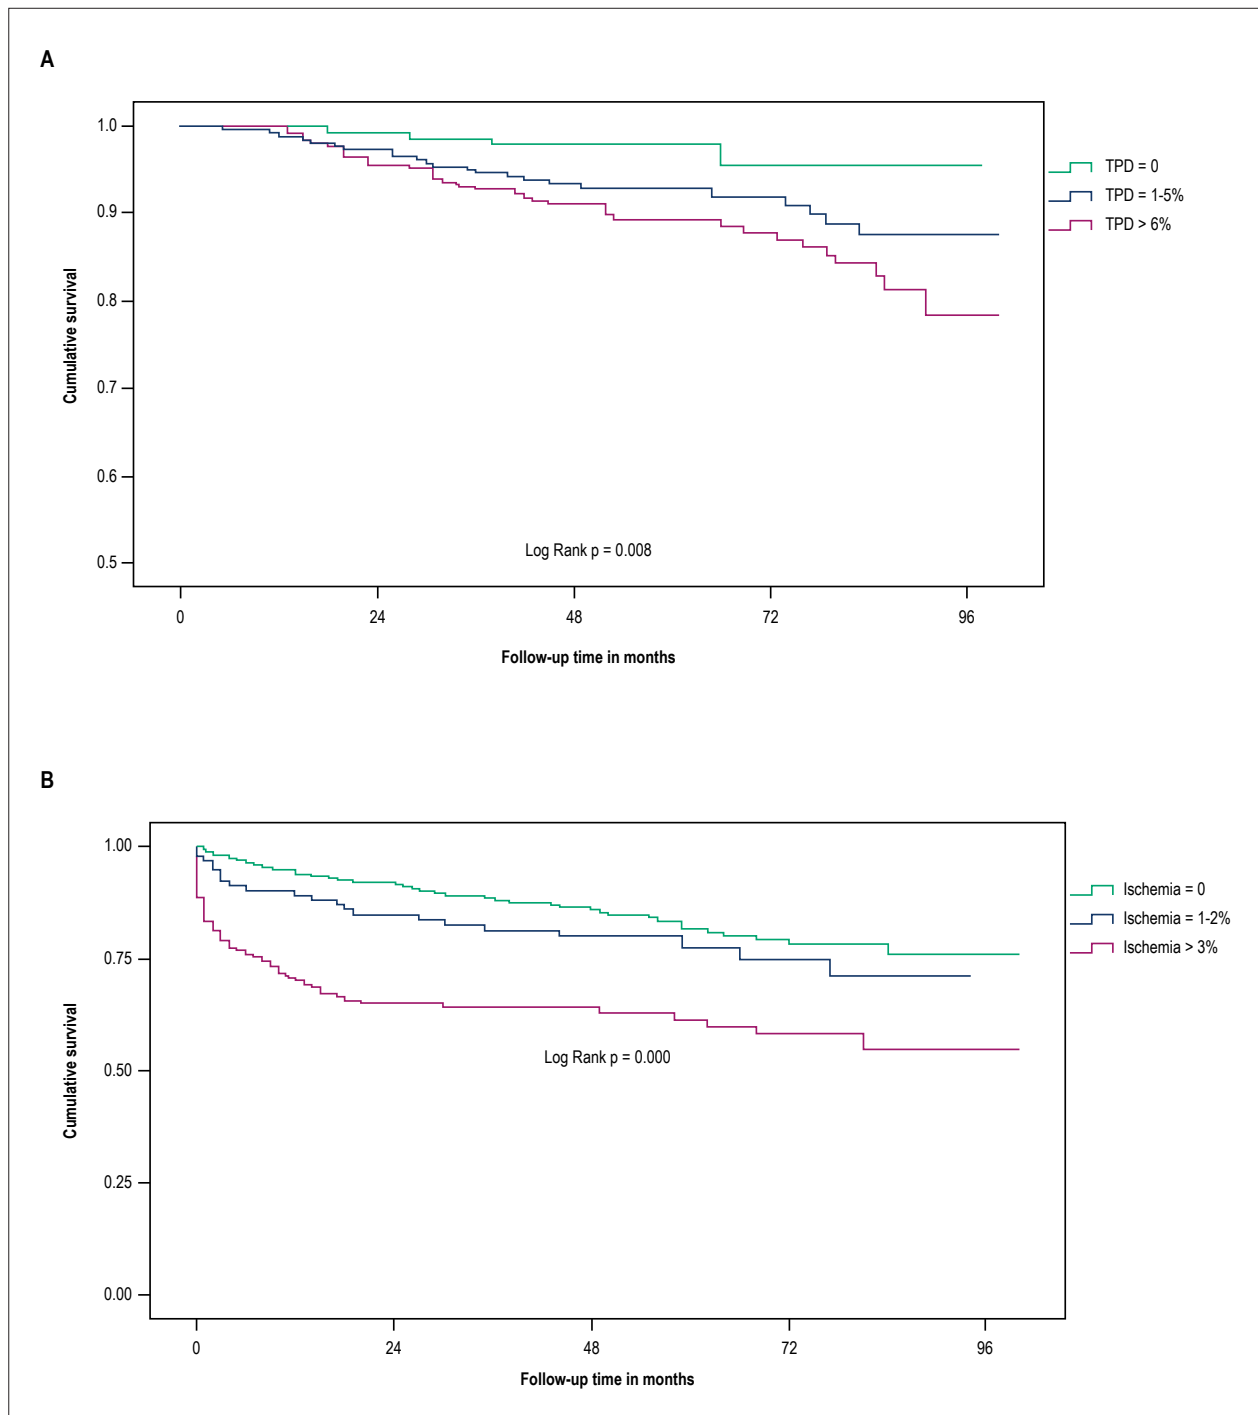 A
1.0
0.9
0.8
0.7
0.6
0.5
Cumulative survival
TPD = 0
TPD = 1-5%
TPD > 6%
Log Rank p = 0.008
0 24 48 72 96
Follow-up time in months
B
1.00
0.75
0.50
0.25
0.00
Cumulative survival
Ischemia = 0
Ischemia = 1-2%
Ischemia > 3%
Log Rank p = 0.000
0 24 48 72 96
Follow-up time in months